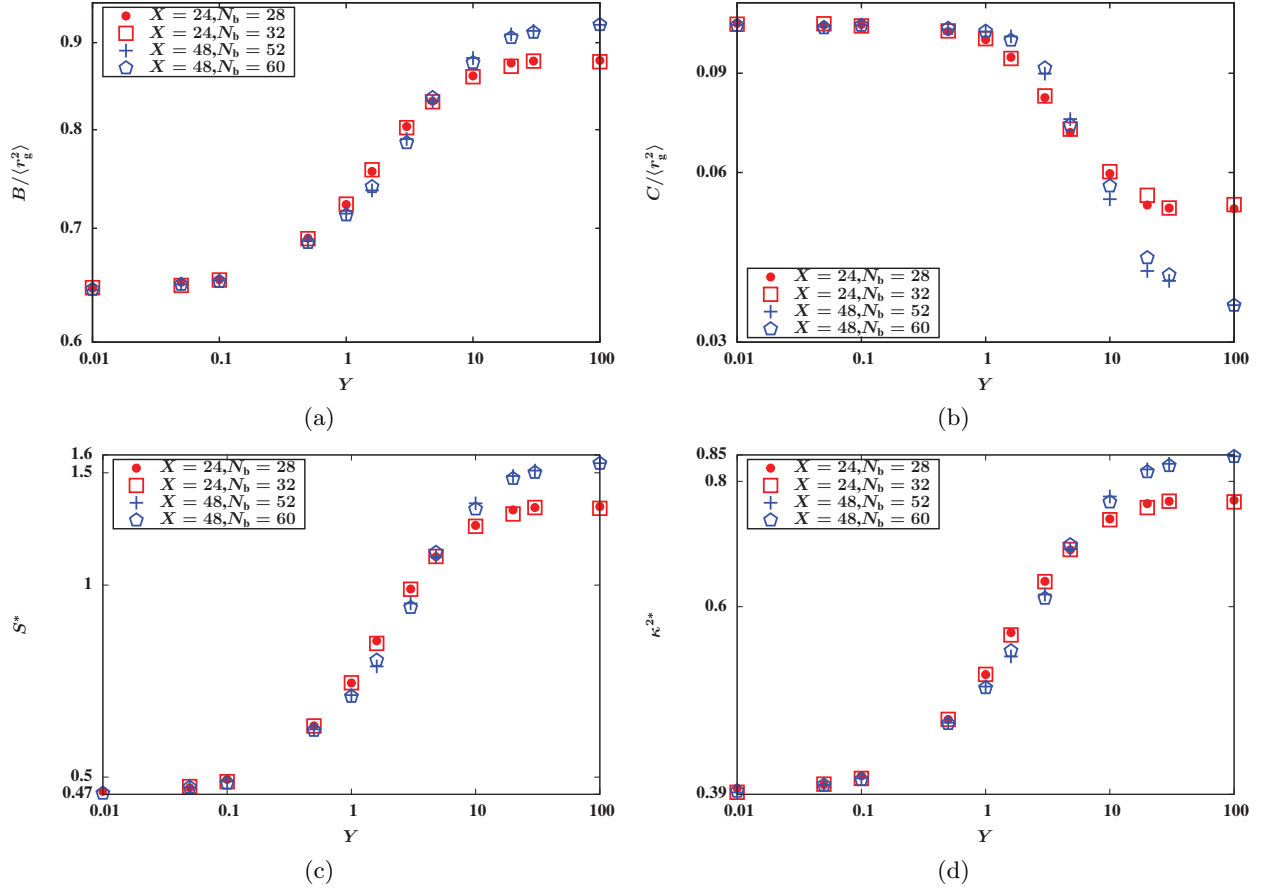 X = 24,N_b = 28
X = 24,N_b = 32
X = 48,N_b = 52
X = 48,N_b = 60
0.9
0.8
0.7
0.6
B/⟨r_g^2⟩
0.01 0.1 1 10 100
Y
(a)
0.09
0.06
0.03
C/⟨r_g^2⟩
X = 24,N_b = 28
X = 24,N_b = 32
X = 48,N_b = 52
X = 48,N_b = 60
0.01 0.1 1 10 100
Y
(b)
1.6
1.5
1
0.5
0.47
S*
X = 24,N_b = 28
X = 24,N_b = 32
X = 48,N_b = 52
X = 48,N_b = 60
0.01 0.1 1 10 100
Y
(c)
0.85
0.8
0.6
0.39
κ^2*
X = 24,N_b = 28
X = 24,N_b = 32
X = 48,N_b = 52
X = 48,N_b = 60
0.01 0.1 1 10 100
Y
(d)